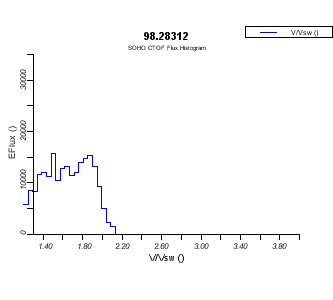 98.28312
V/Vsw ()
SOHO CTOF Flux Histogram
EFlux ()
30000
20000
10000
0
1.40 1.80 2.20 2.60 3.00 3.40 3.80
V/Vsw ()